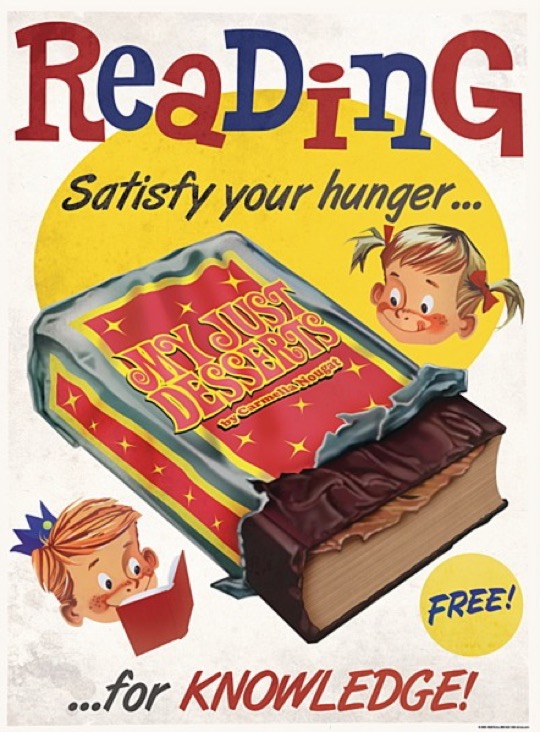 ReaDinG
Satisfy your hunger...
MY JUST
DESSERTS
by Carmella Nougat
FREE!
...for KNOWLEDGE!